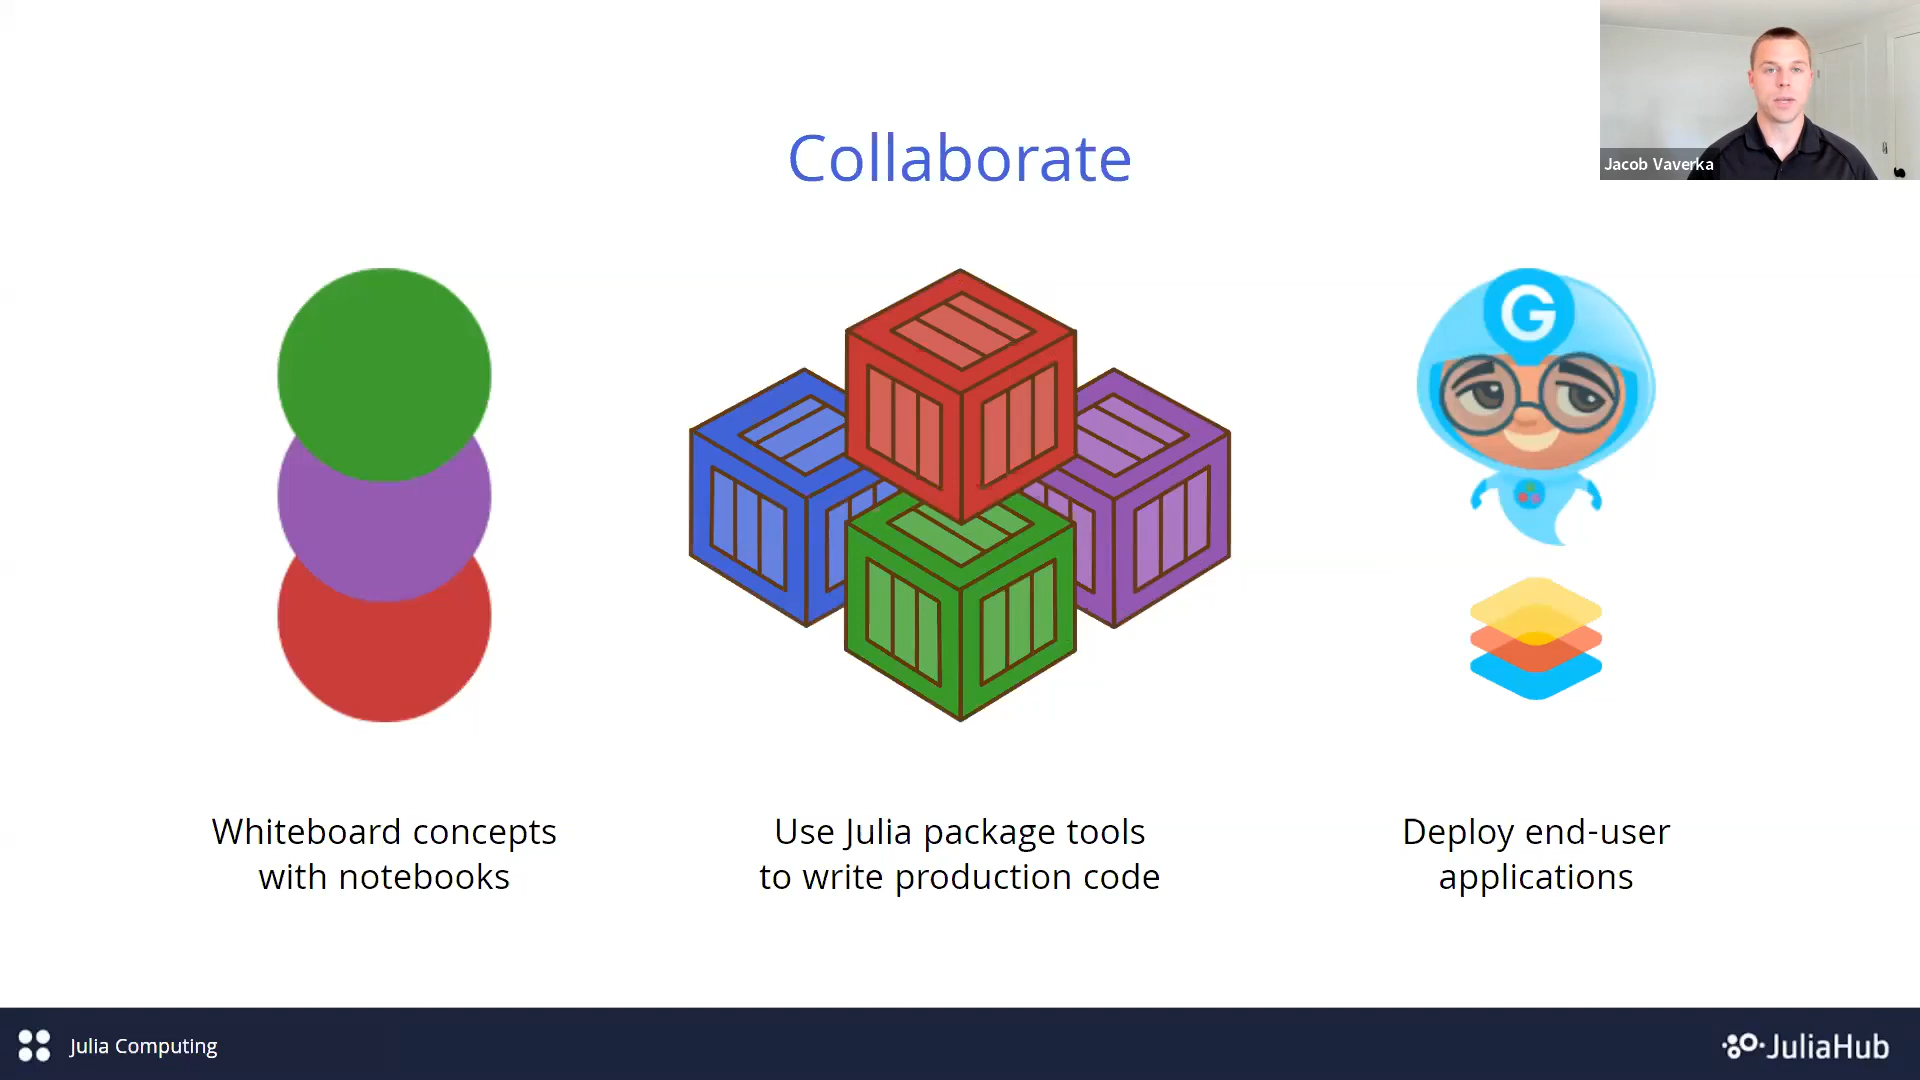 Collaborate
Jacob Vaverka
G
Whiteboard concepts
with notebooks
Use Julia package tools
to write production code
Deploy end-user
applications
Julia Computing
JuliaHub